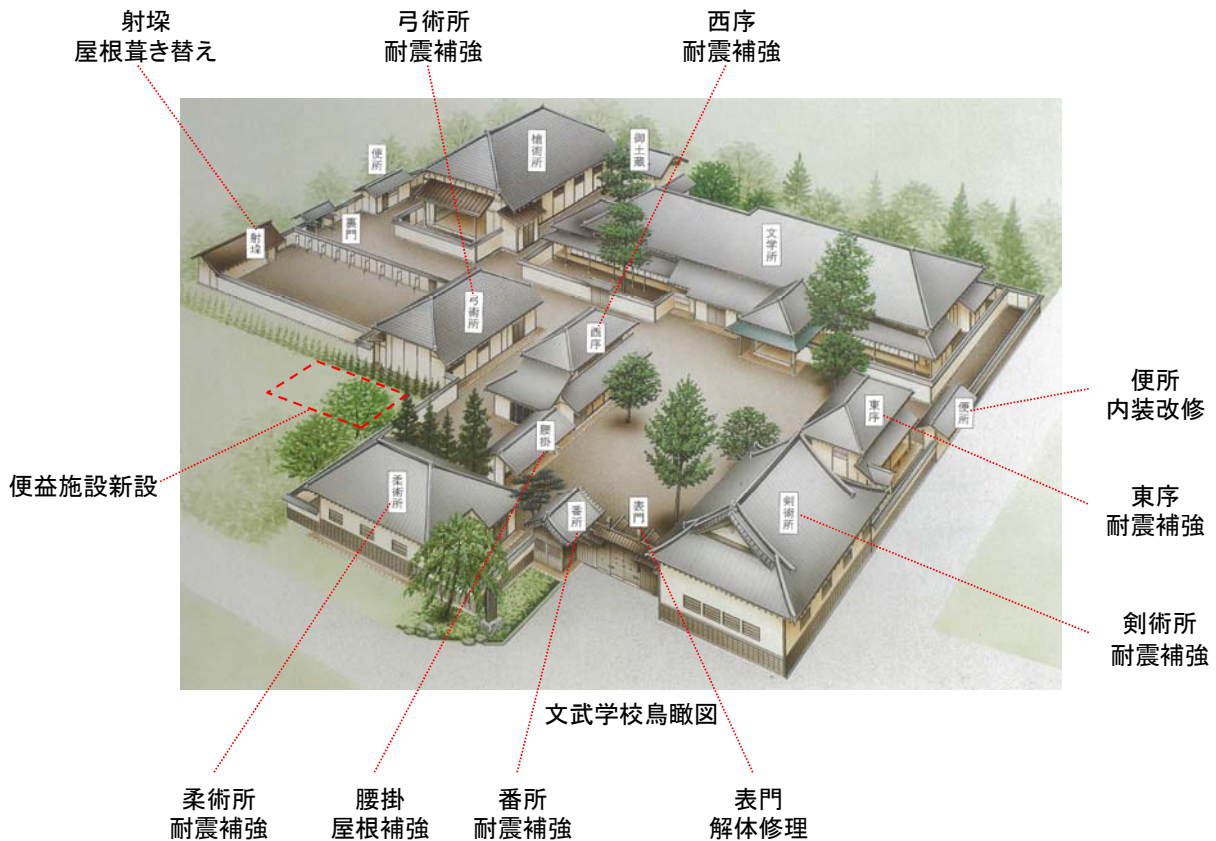 射垜
屋根葺き替え
弓術所
耐震補強
西序
耐震補強
槍術所
御土蔵
便所
裏門
射垜
文学所
弓術所
西序
東序
便所
腰掛
柔術所
番所
表門
剣術所
便所
内装改修
便益施設新設
東序
耐震補強
剣術所
耐震補強
文武学校鳥瞰図
柔術所
耐震補強
腰掛
屋根補強
番所
耐震補強
表門
解体修理